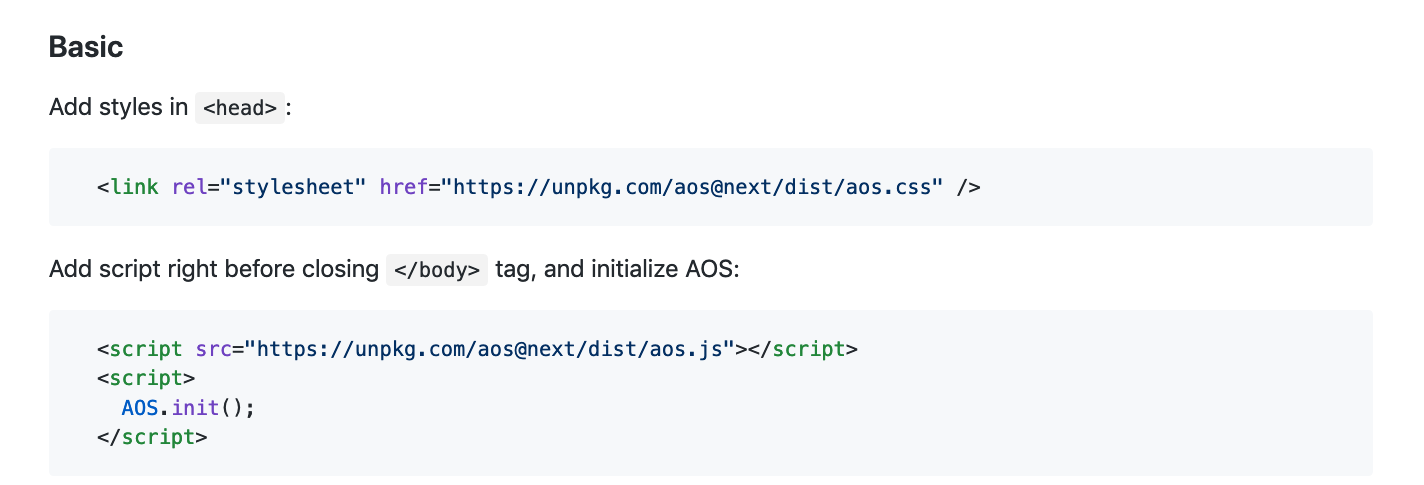 Basic
Add styles in <head>:
<link rel="stylesheet" href="https://unpkg.com/aos@next/dist/aos.css" />
Add script right before closing </body> tag, and initialize AOS:
<script src="https://unpkg.com/aos@next/dist/aos.js"></script>
<script>
  AOS.init();
</script>